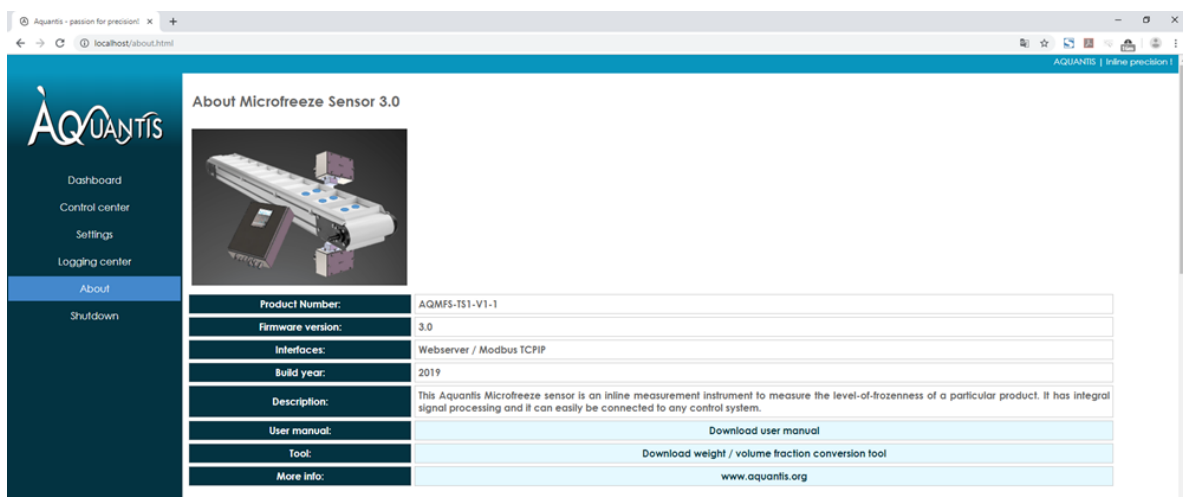 Aquantis - passion for precision!
localhost/about.html
AQUANTIS | Inline precision !
AQUANTIS
Dashboard
Control center
Settings
Logging center
About
Shutdown
About Microfreeze Sensor 3.0
Product Number: AQMFS-TS1-V1-1
Firmware version: 3.0
Interfaces: Webserver / Modbus TCPIP
Build year: 2019
Description: This Aquantis Microfreeze sensor is an inline measurement instrument to measure the level-of-frozenness of a particular product. It has integral
signal processing and it can easily be connected to any control system.
User manual: Download user manual
Tool: Download weight / volume fraction conversion tool
More info: www.aquantis.org